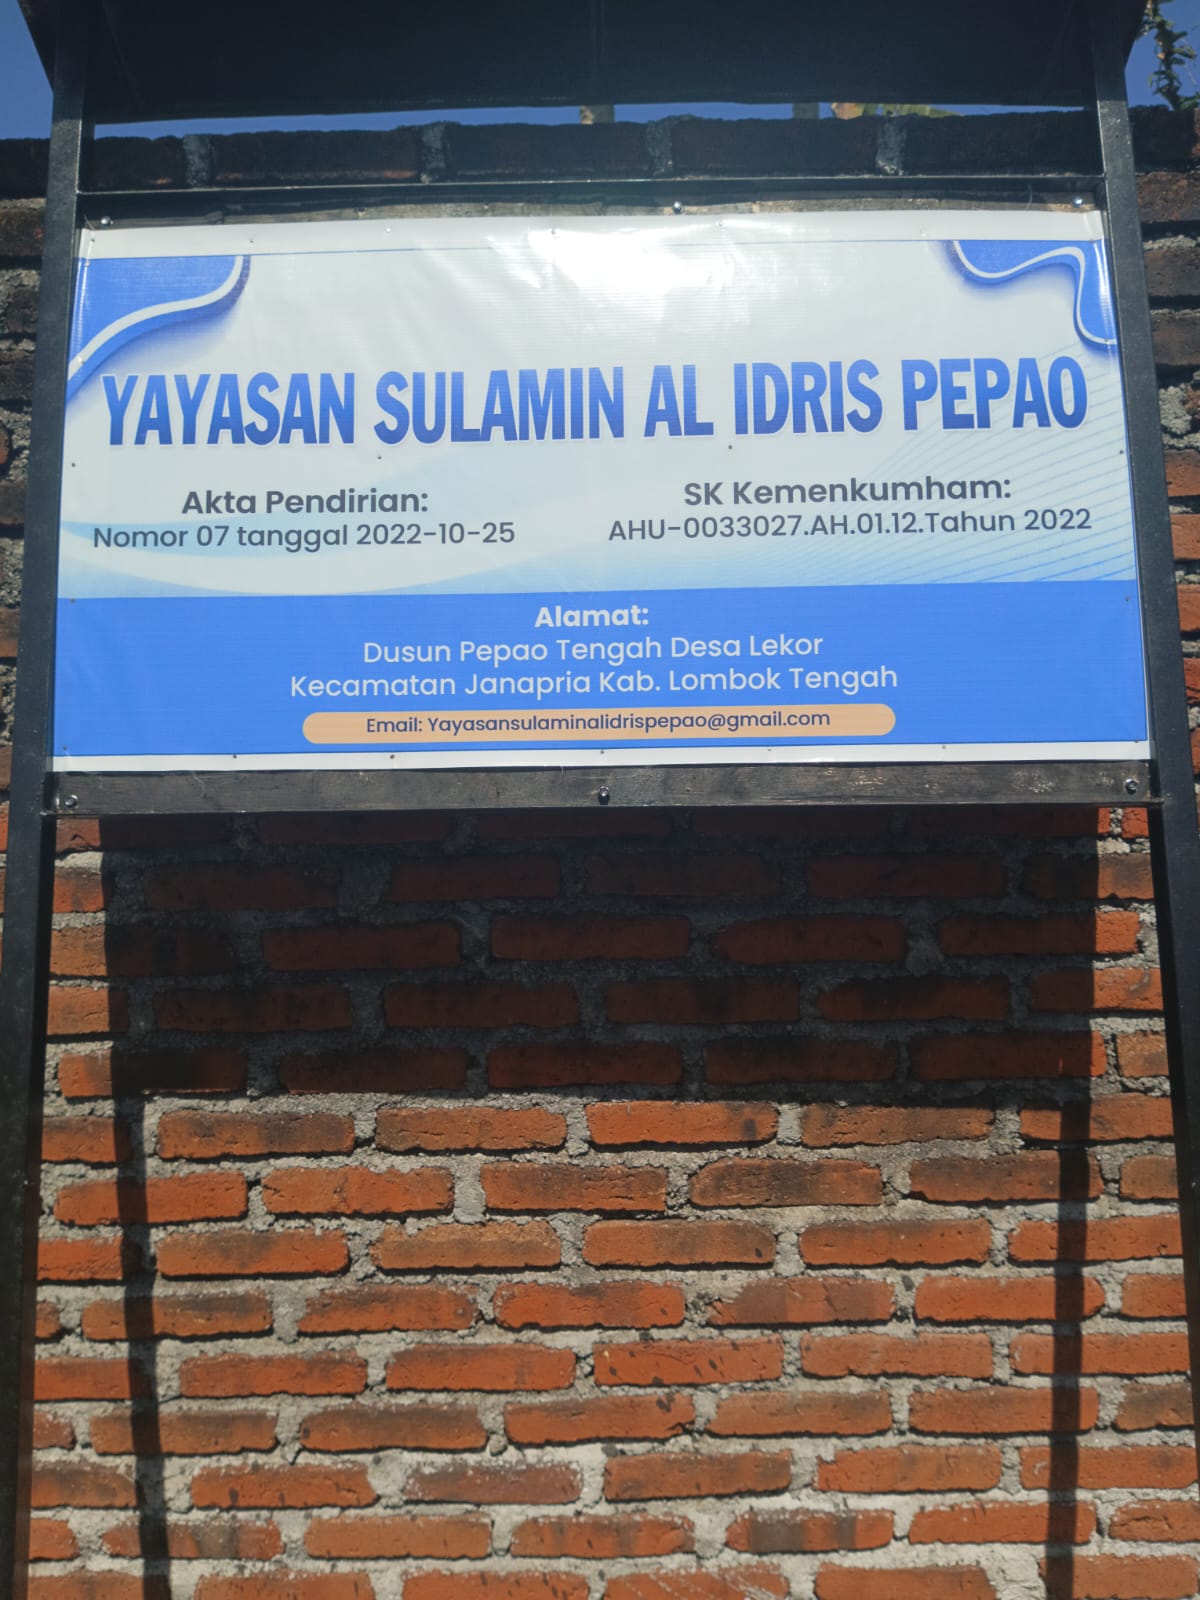 YAYASAN SULAMIN AL IDRIS PEPAO
Akta Pendirian:
Nomor 07 tanggal 2022-10-25
SK Kemenkumham:
AHU-0033027.AH.01.12.Tahun 2022
Alamat:
Dusun Pepao Tengah Desa Lekor
Kecamatan Janapria Kab. Lombok Tengah
Email: Yayasansulaminalidrispepao@gmail.com